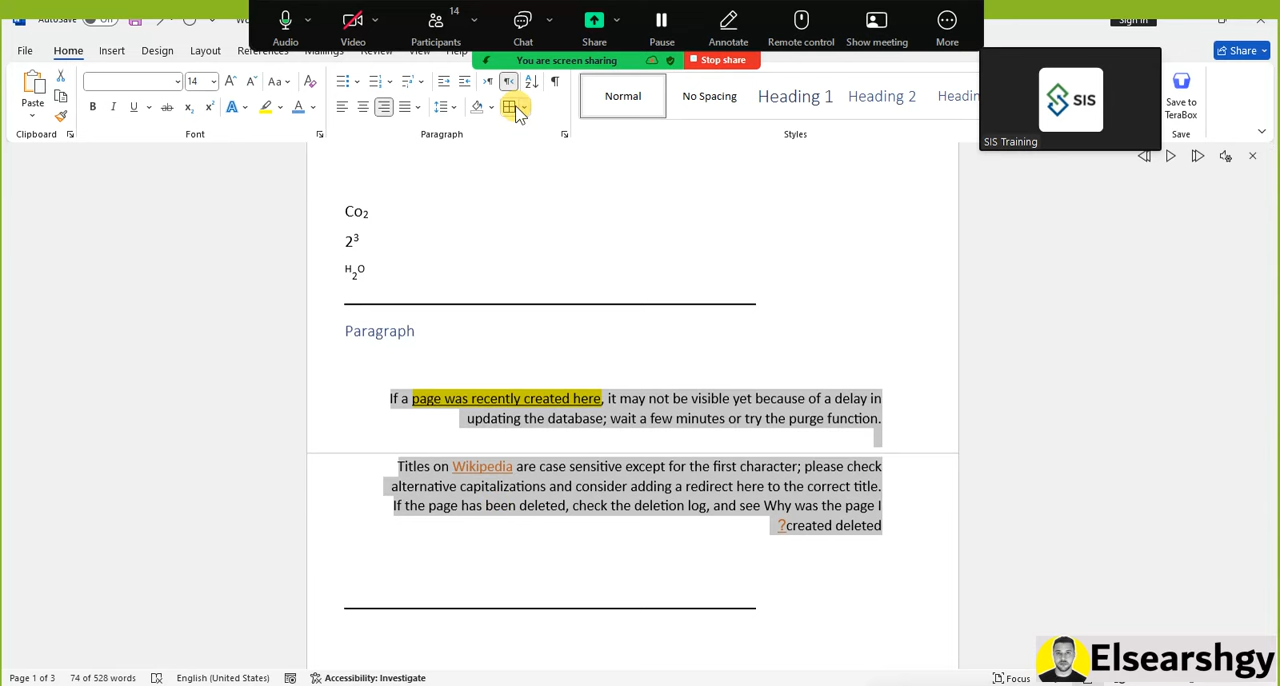 AutoSave
Off
Sign in
14
Audio
Video
Participants
Chat
Share
Pause
Annotate
Remote control
Show meeting
More
You are screen sharing
Stop share
File
Home
Insert
Design
Layout
Help
Share
SIS
SIS Training
Paste
14
Aa
Clipboard
Font
Paragraph
Styles
Normal
No Spacing
Heading 1
Heading 2
Save to
TeraBox
Save
Co2
2³
H2O
Paragraph
If a page was recently created here, it may not be visible yet because of a delay in
updating the database; wait a few minutes or try the purge function.
Titles on Wikipedia are case sensitive except for the first character; please check
alternative capitalizations and consider adding a redirect here to the correct title.
If the page has been deleted, check the deletion log, and see Why was the page I
?created deleted
Page 1 of 3
74 of 528 words
English (United States)
Accessibility: Investigate
Focus
Elsearshgy